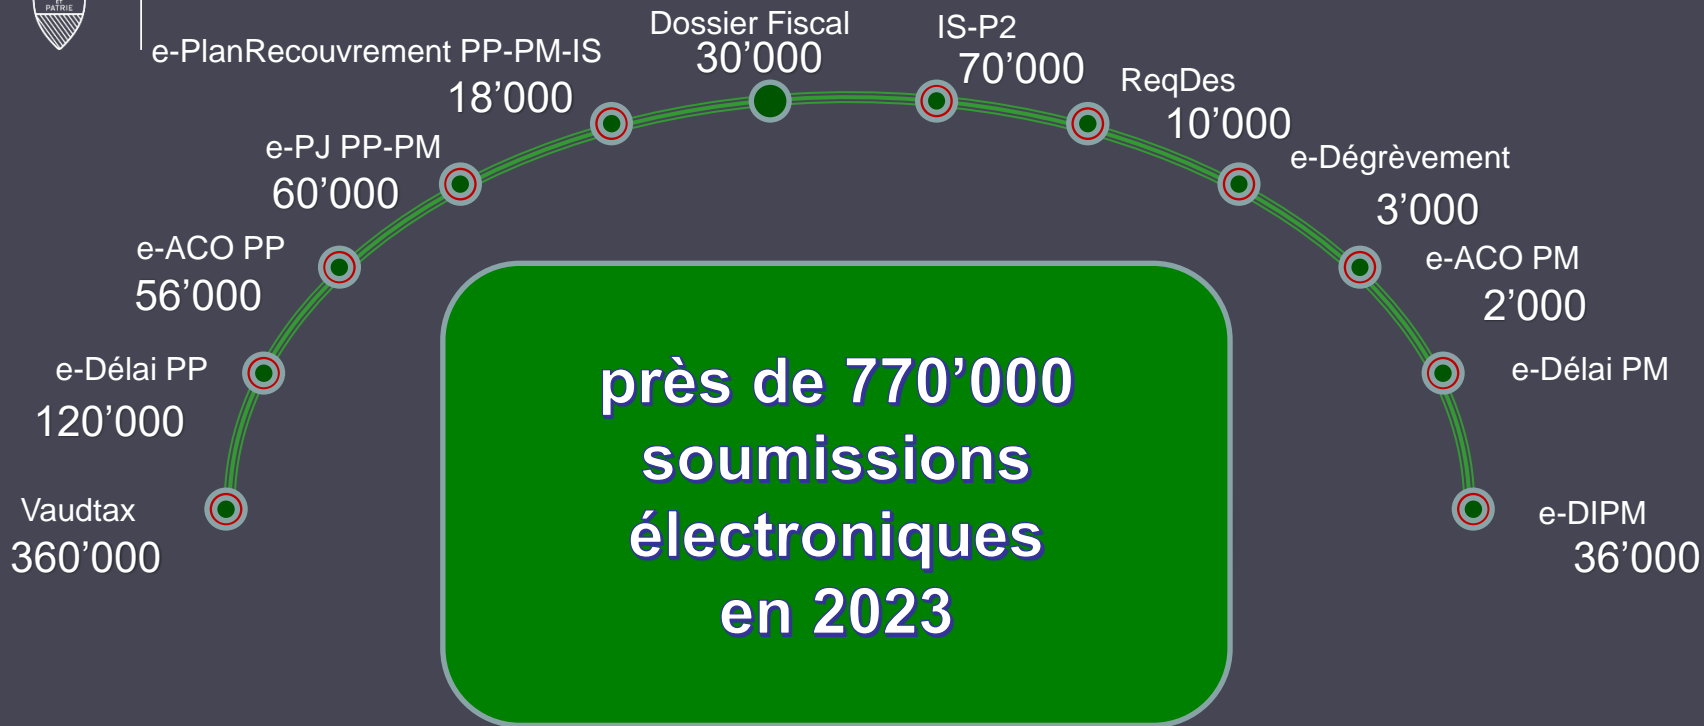 ET
PATRIE
e-PlanRecouvrement PP-PM-IS
18’000
Dossier Fiscal
30’000
IS-P2
70’000
ReqDes
10’000
e-PJ PP-PM
60’000
e-Dégrèvement
3’000
e-ACO PP
56’000
e-ACO PM
2’000
e-Délai PP
120’000
e-Délai PM
Vaudtax
360’000
e-DIPM
36’000
près de 770’000
soumissions
électroniques
en 2023